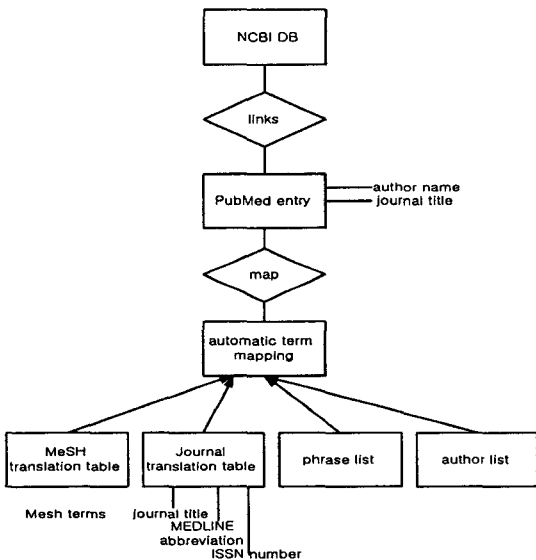 NCBI DB
links
PubMed entry
author name
journal title
map
automatic term
mapping
MeSH
translation table
Journal
translation table
phrase list
author list
Mesh terms
journal title
MEDLINE
abbreviation
ISSN number